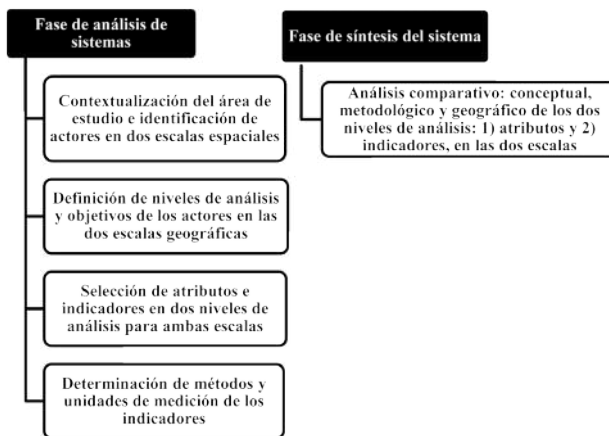 Fase de análisis de
sistemas
Contextualización del área de
estudio e identificación de
actores en dos escalas espaciales
Definición de niveles de análisis
y objetivos de los actores en las
dos escalas geográficas
Selección de atributos e
indicadores en dos niveles de
análisis para ambas escalas
Determinación de métodos y
unidades de medición de los
indicadores
Fase de síntesis del sistema
Análisis comparativo: conceptual,
metodológico y geográfico de los dos
niveles de análisis: 1) atributos y 2)
indicadores, en las dos escalas